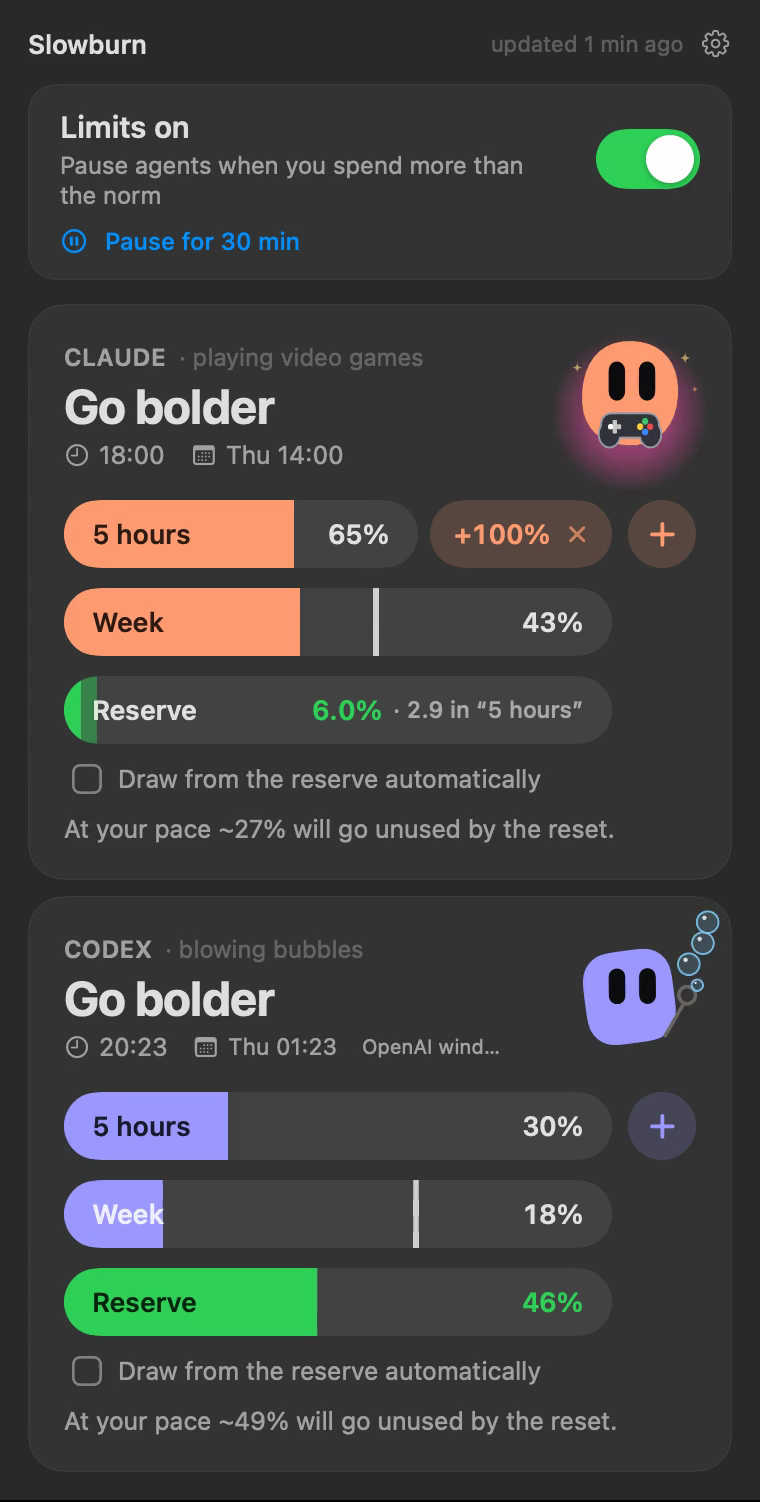 Slowburn
updated 1 min ago
Limits on
Pause agents when you spend more than
the norm
Pause for 30 min
CLAUDE · playing video games
Go bolder
18:00 Thu 14:00
5 hours 65% +100% ×
Week 43%
Reserve 6.0% · 2.9 in “5 hours”
Draw from the reserve automatically
At your pace ~27% will go unused by the reset.
CODEX · blowing bubbles
Go bolder
20:23 Thu 01:23 OpenAI wind...
5 hours 30%
Week 18%
Reserve 46%
Draw from the reserve automatically
At your pace ~49% will go unused by the reset.